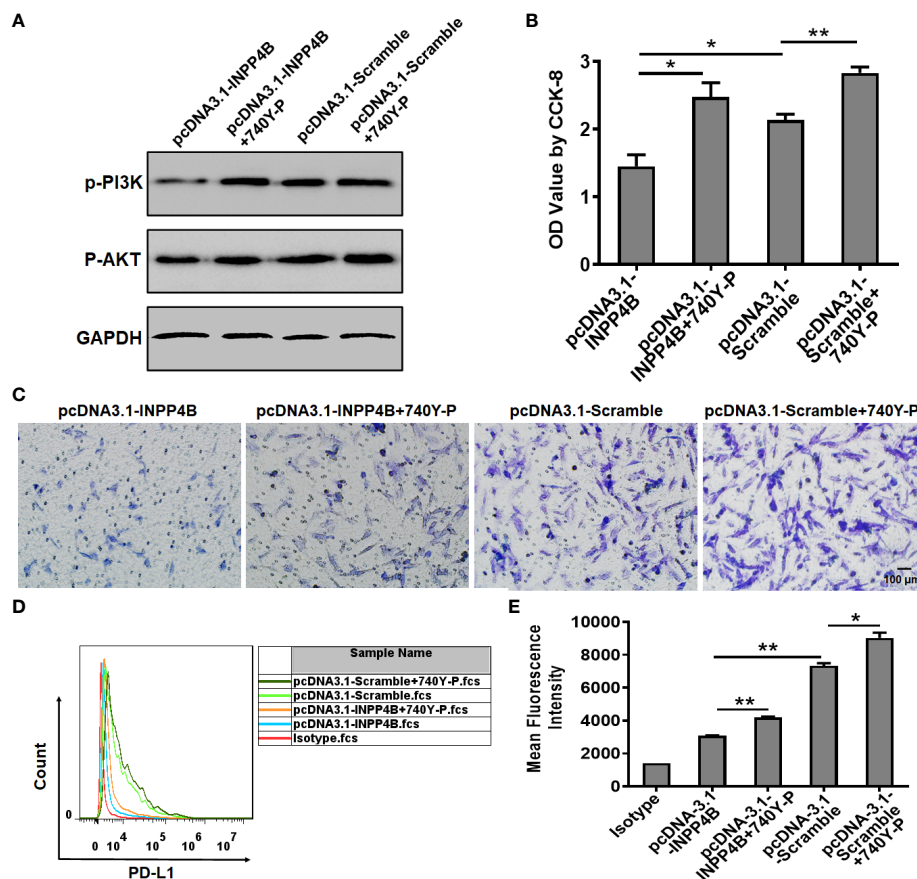 A
pcDNA3.1-INPP4B
pcDNA3.1-INPP4B
+740Y-P
pcDNA3.1-Scramble
pcDNA3.1-Scramble
+740Y-P
p-PI3K
P-AKT
GAPDH
B
OD Value by CCK-8
3
2
1
0
*
*
**
pcDNA3.1-
INPP4B
pcDNA3.1-
INPP4B+740Y-P
pcDNA3.1-
Scramble
pcDNA3.1-
Scramble+
740Y-P
C
pcDNA3.1-INPP4B
pcDNA3.1-INPP4B+740Y-P
pcDNA3.1-Scramble
pcDNA3.1-Scramble+740Y-P
100 μm
D
Count
0
0 10^4 10^5 10^6 10^7
PD-L1
Sample Name
pcDNA3.1-Scramble+740Y-P.fcs
pcDNA3.1-Scramble.fcs
pcDNA3.1-INPP4B+740Y-P.fcs
pcDNA3.1-INPP4B.fcs
Isotype.fcs
E
Mean Fluorescence
Intensity
10000
8000
6000
4000
2000
0
**
**
*
Isotype
pcDNA-3.1
-INPP4B
pcDNA-3.1-
INPP4B+740Y-P
pcDNA3.1
-Scramble
pcDNA3.1-
Scramble
+740Y-P